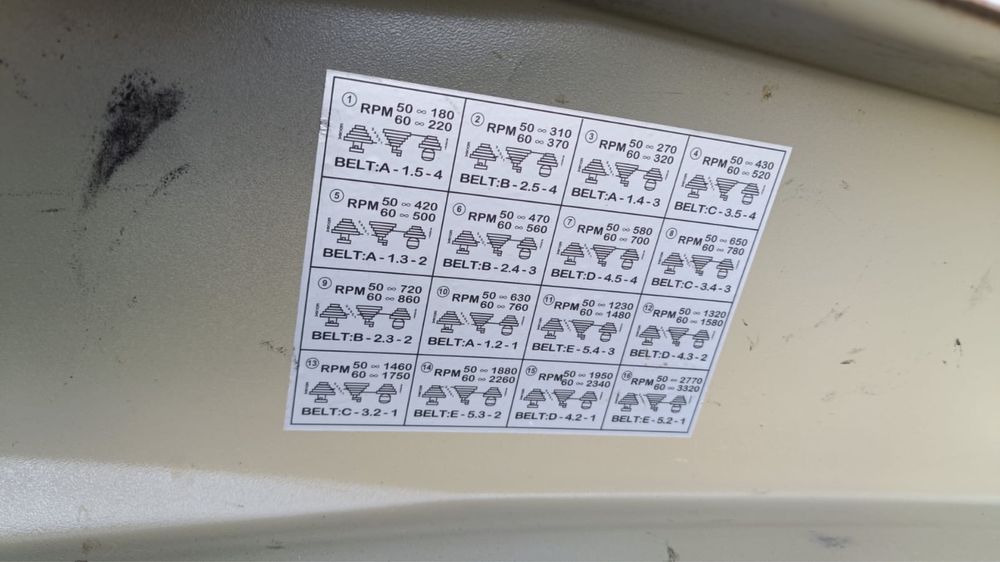 ① RPM 50 ∞ 180
60 ∞ 220
BELT:A - 1.5 - 4
② RPM 50 ∞ 310
60 ∞ 370
BELT:B - 2.5 - 4
③ RPM 50 ∞ 270
60 ∞ 320
BELT:A - 1.4 - 3
④ RPM 50 ∞ 430
60 ∞ 520
BELT:C - 3.5 - 4
⑤ RPM 50 ∞ 420
60 ∞ 500
BELT:A - 1.3 - 2
⑥ RPM 50 ∞ 470
60 ∞ 560
BELT:B - 2.4 - 3
⑦ RPM 50 ∞ 580
60 ∞ 700
BELT:D - 4.5 - 4
⑧ RPM 50 ∞ 650
60 ∞ 780
BELT:C - 3.4 - 3
⑨ RPM 50 ∞ 720
60 ∞ 860
BELT:B - 2.3 - 2
⑩ RPM 50 ∞ 630
60 ∞ 760
BELT:A - 1.2 - 1
⑪ RPM 50 ∞ 1230
60 ∞ 1480
BELT:E - 5.4 - 3
⑫ RPM 50 ∞ 1320
60 ∞ 1580
BELT:D - 4.3 - 2
⑬ RPM 50 ∞ 1460
60 ∞ 1750
BELT:C - 3.2 - 1
⑭ RPM 50 ∞ 1880
60 ∞ 2260
BELT:E - 5.3 - 2
⑮ RPM 50 ∞ 1950
60 ∞ 2340
BELT:D - 4.2 - 1
⑯ RPM 50 ∞ 2770
60 ∞ 3320
BELT:E - 5.2 - 1